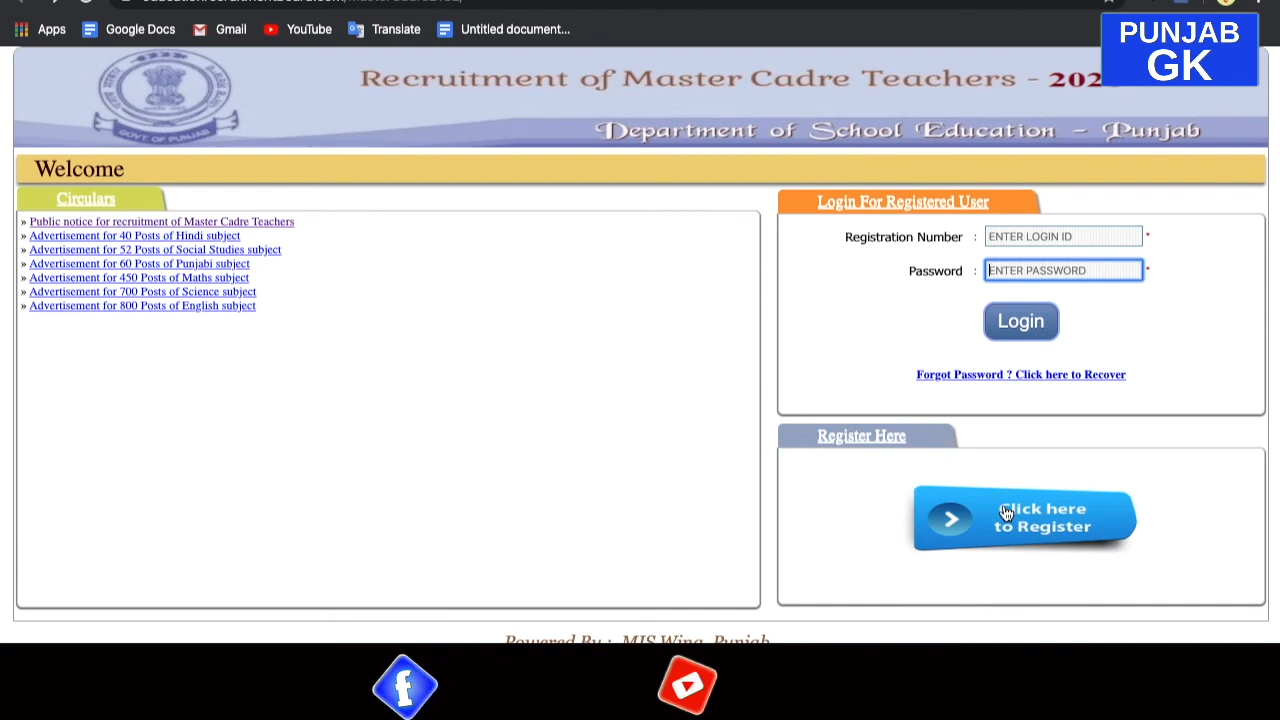 Apps Google Docs Gmail YouTube Translate Untitled document...
PUNJAB
GK
Recruitment of Master Cadre Teachers - 202
GOVT. OF PUNJAB
Department of School Education - Punjab
Welcome
Circulars
» Public notice for recruitment of Master Cadre Teachers
» Advertisement for 40 Posts of Hindi subject
» Advertisement for 52 Posts of Social Studies subject
» Advertisement for 60 Posts of Punjabi subject
» Advertisement for 450 Posts of Maths subject
» Advertisement for 700 Posts of Science subject
» Advertisement for 800 Posts of English subject
Login For Registered User
Registration Number : ENTER LOGIN ID *
Password : ENTER PASSWORD *
Login
Forgot Password ? Click here to Recover
Register Here
Click here
to Register
Powered By : MIS Wing, Punjab